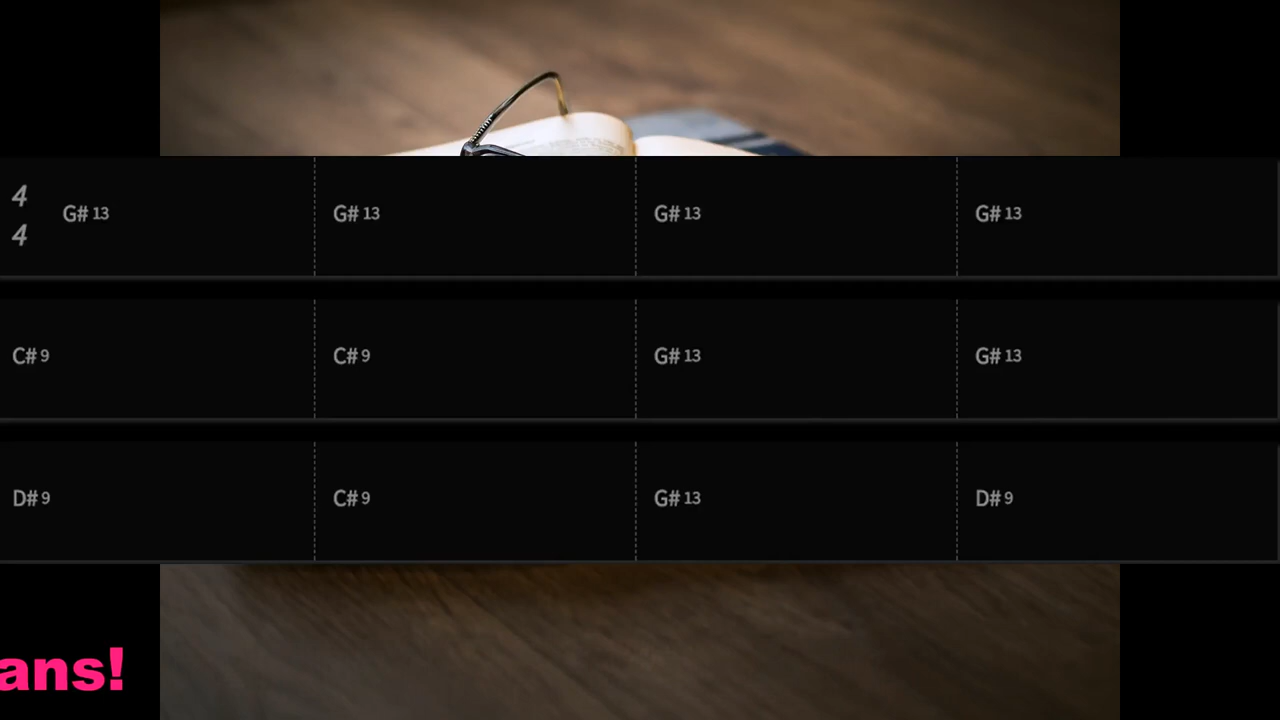 4
4
G# 13 G# 13 G# 13 G# 13
C# 9 C# 9 G# 13 G# 13
D# 9 C# 9 G# 13 D# 9
ans!